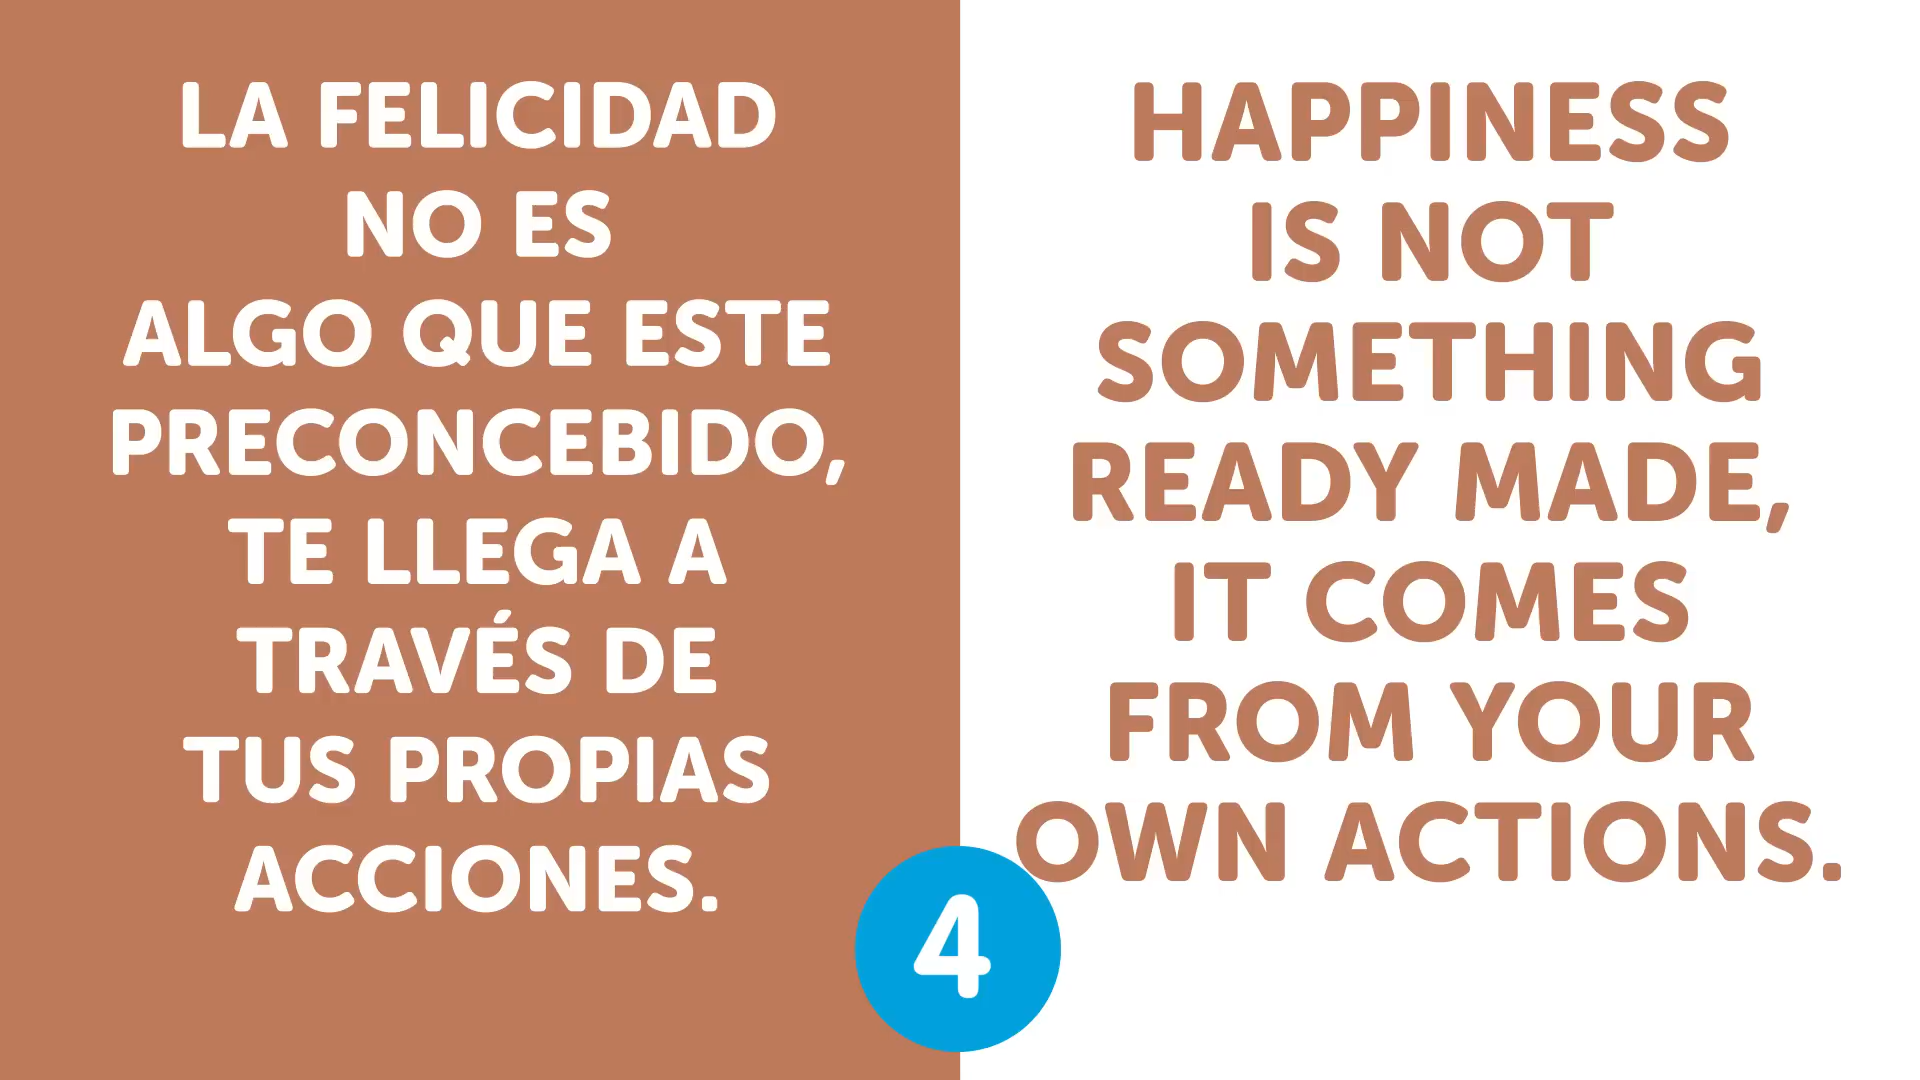 LA FELICIDAD
NO ES
ALGO QUE ESTE
PRECONCEBIDO,
TE LLEGA A
TRAVÉS DE
TUS PROPIAS
ACCIONES.
HAPPINESS
IS NOT
SOMETHING
READY MADE,
IT COMES
FROM YOUR
OWN ACTIONS.
4